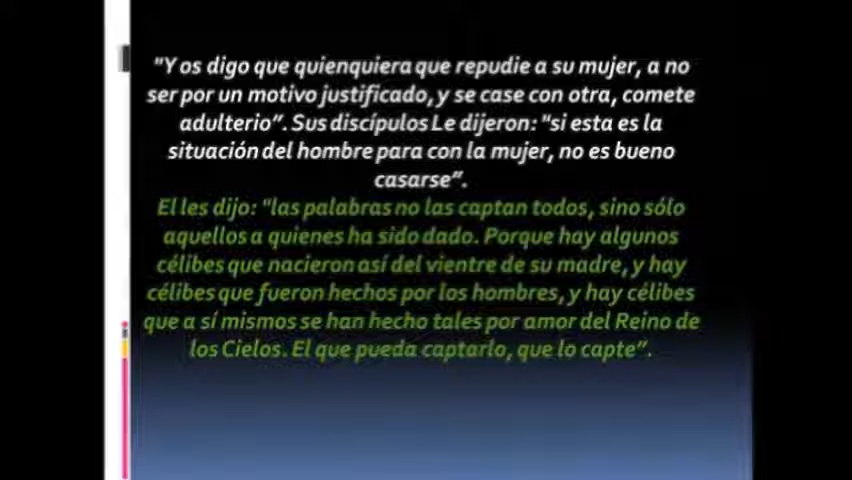 "Y os digo que quienquiera que repudie a su mujer, a no
ser por un motivo justificado, y se case con otra, comete
adulterio”. Sus discípulos Le dijeron: "si esta es la
situación del hombre para con la mujer, no es bueno
casarse”.
El les dijo: "las palabras no las captan todos, sino sólo
aquellos a quienes ha sido dado. Porque hay algunos
célibes que nacieron así del vientre de su madre, y hay
célibes que fueron hechos por los hombres, y hay célibes
que a sí mismos se han hecho tales por amor del Reino de
los Cielos. El que pueda captarlo, que lo capte”.